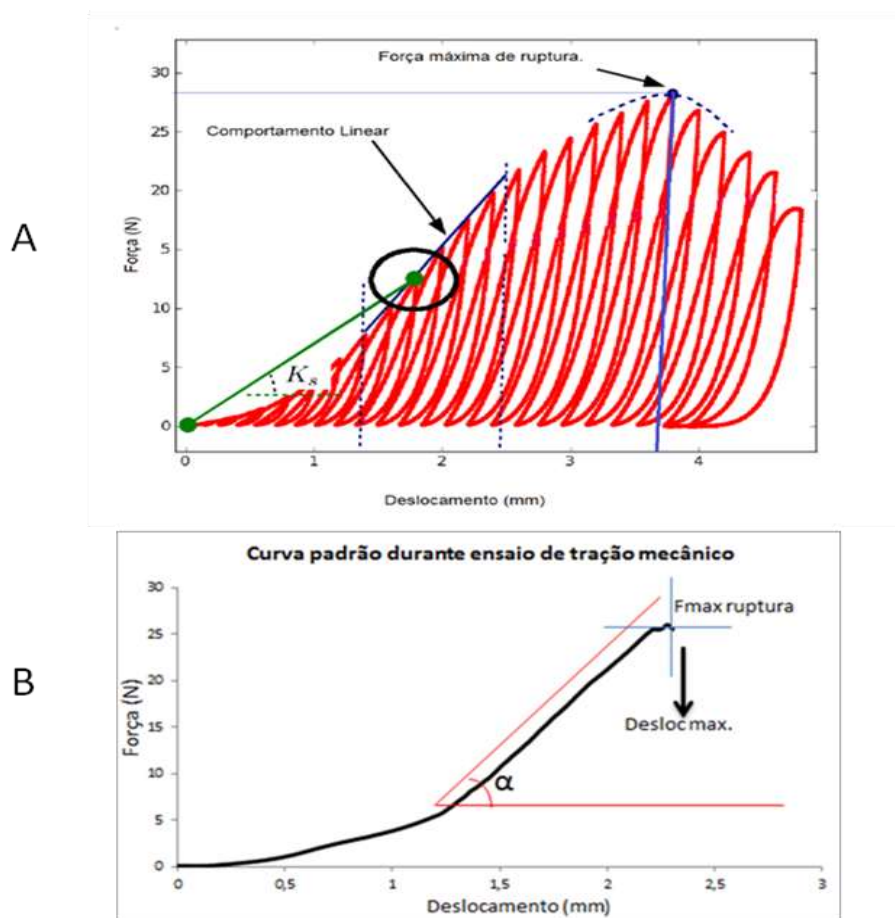 A
Força máxima de ruptura.
Comportamento Linear
Força (N)
30
25
20
5
10
5
0
K_s
0 1 2 3 4
Deslocamento (mm)
B
Curva padrão durante ensaio de tração mecânico
Força (N)
30
25
20
15
10
5
0
Fmax ruptura
Desloc max.
α
0 0,5 1 1,5 2 2,5 3
Deslocamento (mm)